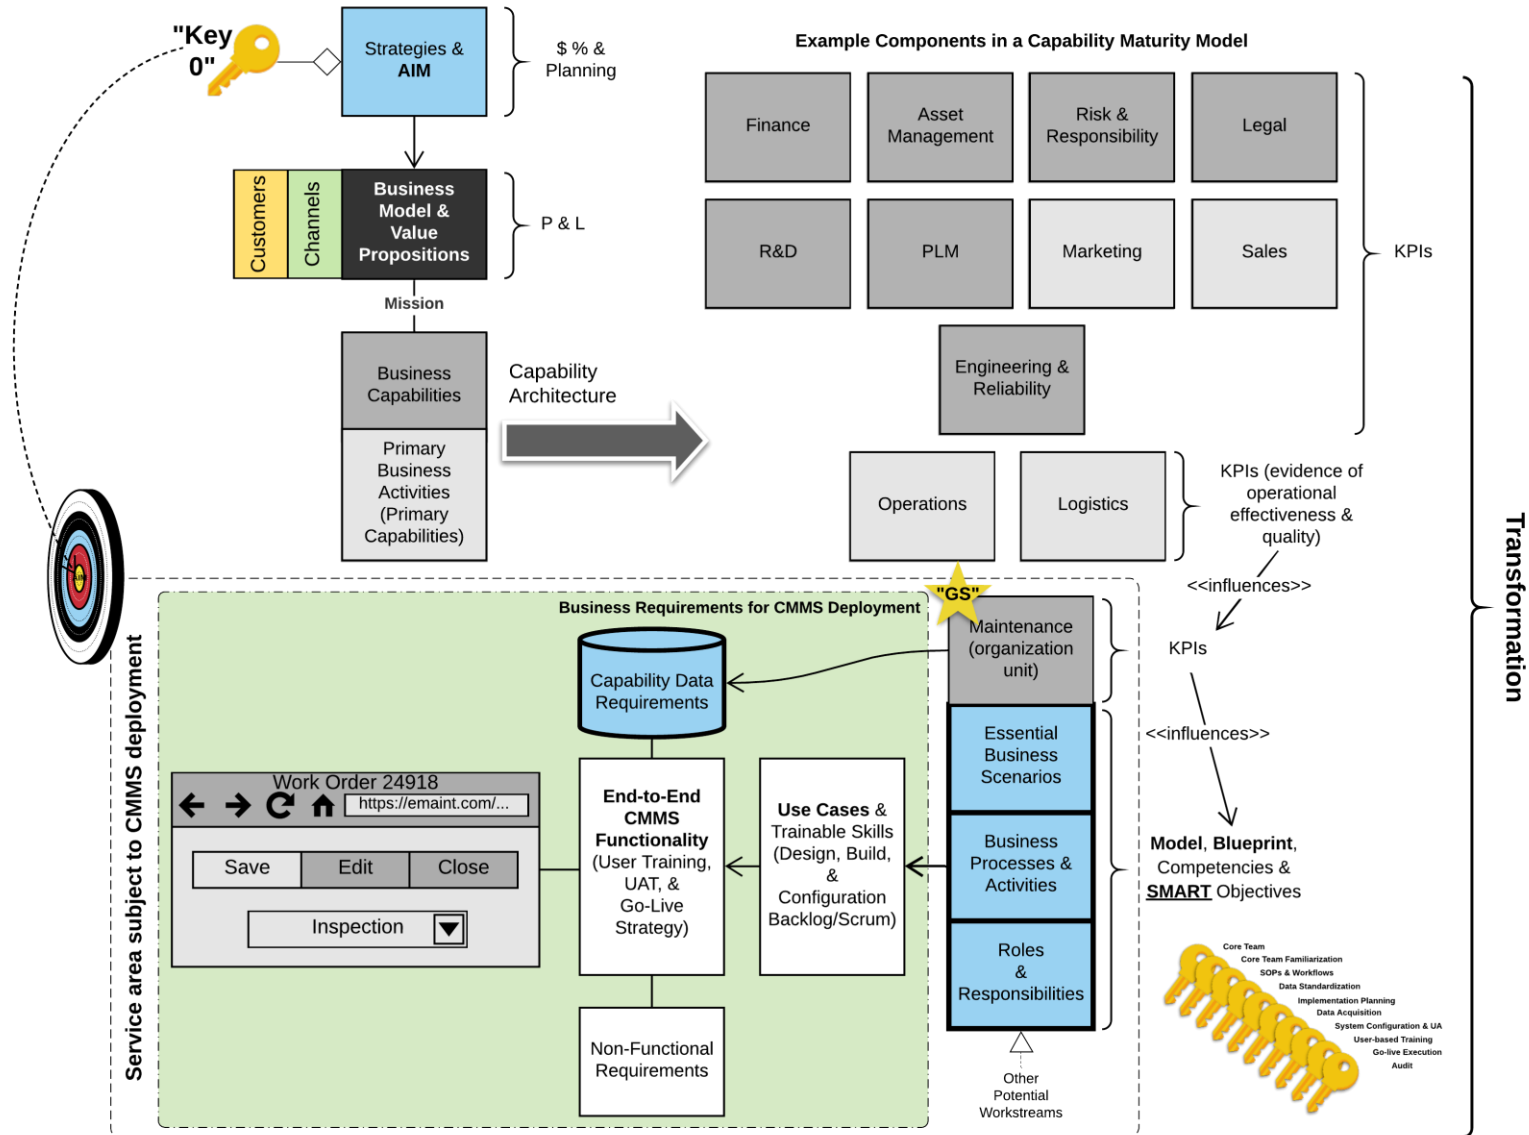 "Key
0"
Strategies &
AIM
$ % &
Planning
Example Components in a Capability Maturity Model
Finance
Asset
Management
Risk &
Responsibility
Legal
Customers
Channels
Business
Model &
Value
Propositions
P & L
R&D
PLM
Marketing
Sales
KPIs
Mission
Business
Capabilities
Capability
Architecture
Engineering &
Reliability
Primary
Business
Activities
(Primary
Capabilities)
Operations
Logistics
KPIs (evidence of
operational
effectiveness &
quality)
Transformation
AIM
<<influences>>
"GS"
Business Requirements for CMMS Deployment
Service area subject to CMMS deployment
Maintenance
(organization
unit)
KPIs
Capability Data
Requirements
<<influences>>
Essential
Business
Scenarios
Work Order 24918
https://emaint.com/...
Save
Edit
Close
Inspection
End-to-End
CMMS
Functionality
(User Training,
UAT, &
Go-Live
Strategy)
Use Cases &
Trainable Skills
(Design, Build,
&
Configuration
Backlog/Scrum)
Business
Processes &
Activities
Model, Blueprint,
Competencies &
SMART Objectives
Roles
&
Responsibilities
Core Team
Core Team Familiarization
SOPs & Workflows
Data Standardization
Implementation Planning
Data Acquisition
System Configuration & UA
User-based Training
Go-live Execution
Audit
Non-Functional
Requirements
Other
Potential
Workstreams